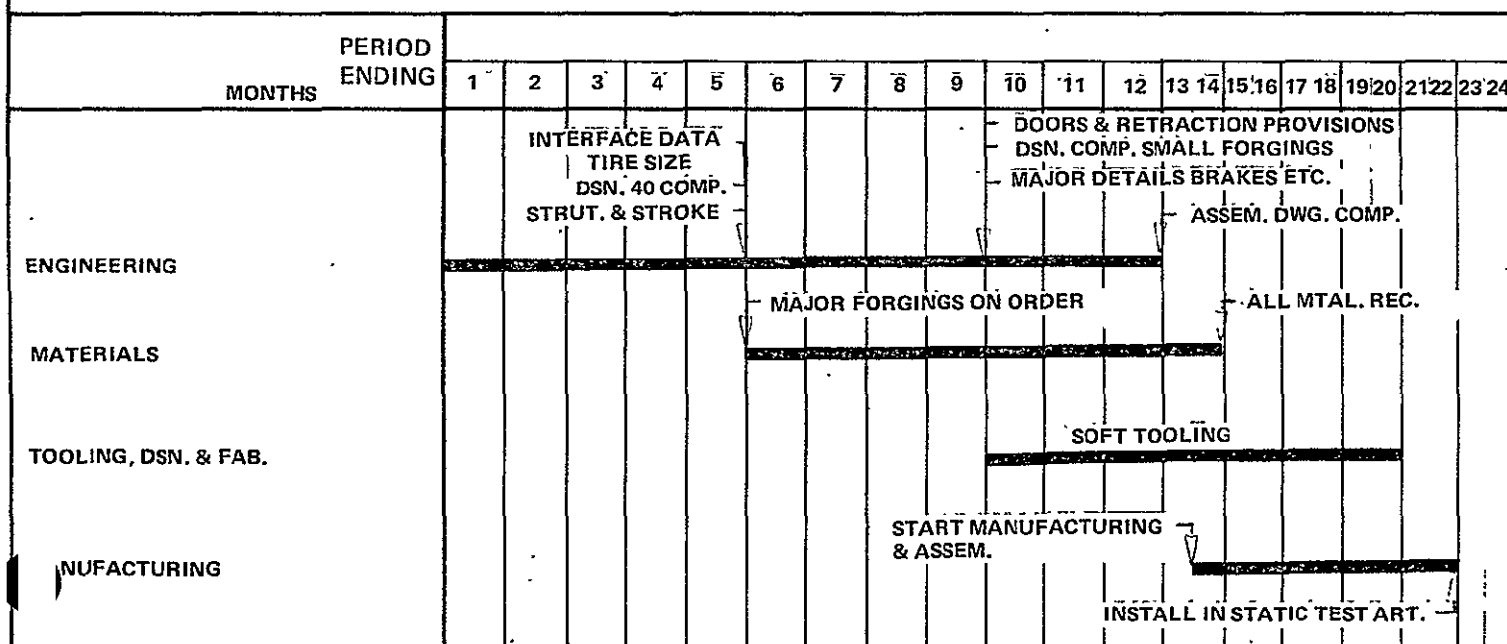 PERIOD
ENDING
MONTHS
1 2 3 4 5 6 7 8 9 10 11 12 13 14 15 16 17 18 19 20 21 22 23 24
INTERFACE DATA
TIRE SIZE
DSN. 40 COMP.
STRUT. & STROKE
DOORS & RETRACTION PROVISIONS
DSN. COMP. SMALL FORGINGS
MAJOR DETAILS BRAKES ETC.
ASSEM. DWG. COMP.
ENGINEERING
MAJOR FORGINGS ON ORDER
ALL MTAL. REC.
MATERIALS
SOFT TOOLING
TOOLING, DSN. & FAB.
START MANUFACTURING
& ASSEM.
NUFACTURING
INSTALL IN STATIC TEST ART.